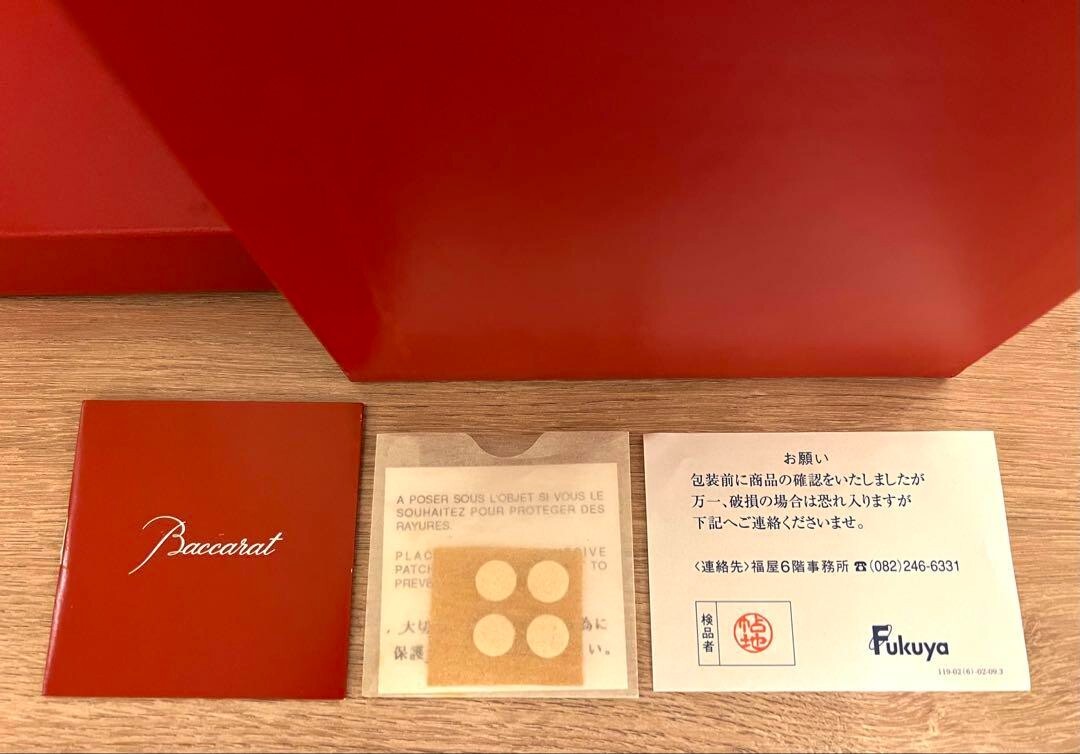 Baccarat
A POSER SOUS L'OBJET SI VOUS LE
SOUHAITEZ POUR PROTEGER DES
RAYURES.
TO
大切
為に
保護
い。
お願い
包装前に商品の確認をいたしましたが
万一、破損の場合は恐れ入りますが
下記へご連絡くださいませ。
〈連絡先〉福屋6階事務所 ☎(082)246-6331
検品者
Fukuya
119-02(6)-02-09.3